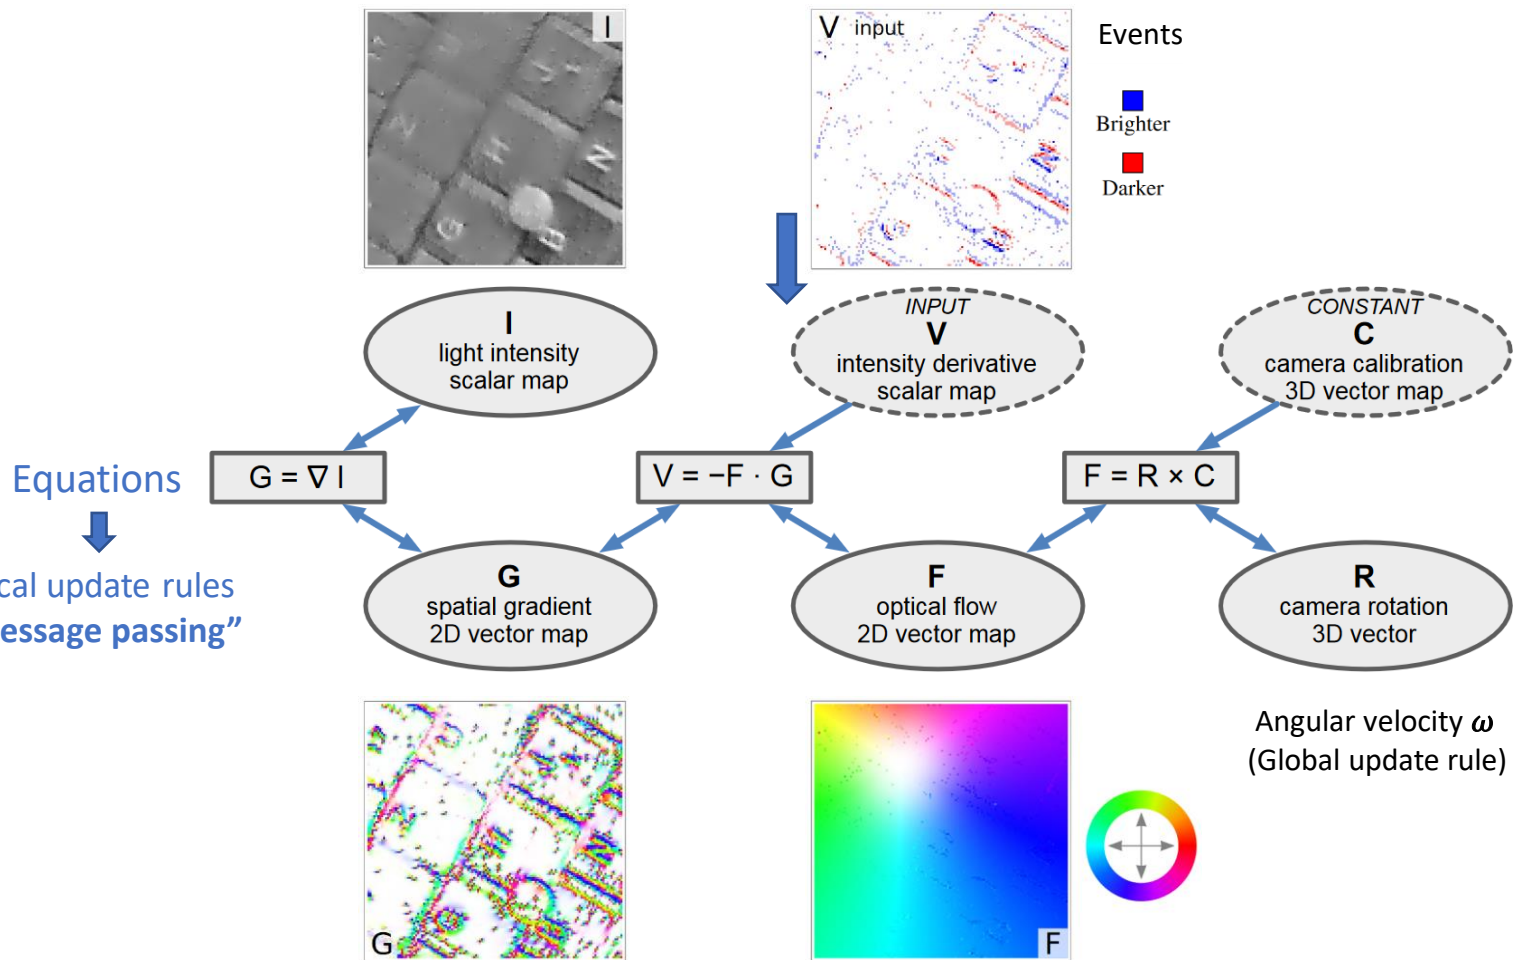 I
V input
Events
Brighter
Darker
I
light intensity
scalar map
INPUT
V
intensity derivative
scalar map
CONSTANT
C
camera calibration
3D vector map
Equations
G = ∇ I
V = −F · G
F = R × C
cal update rules
essage passing”
G
spatial gradient
2D vector map
F
optical flow
2D vector map
R
camera rotation
3D vector
Angular velocity ω
(Global update rule)
G
F